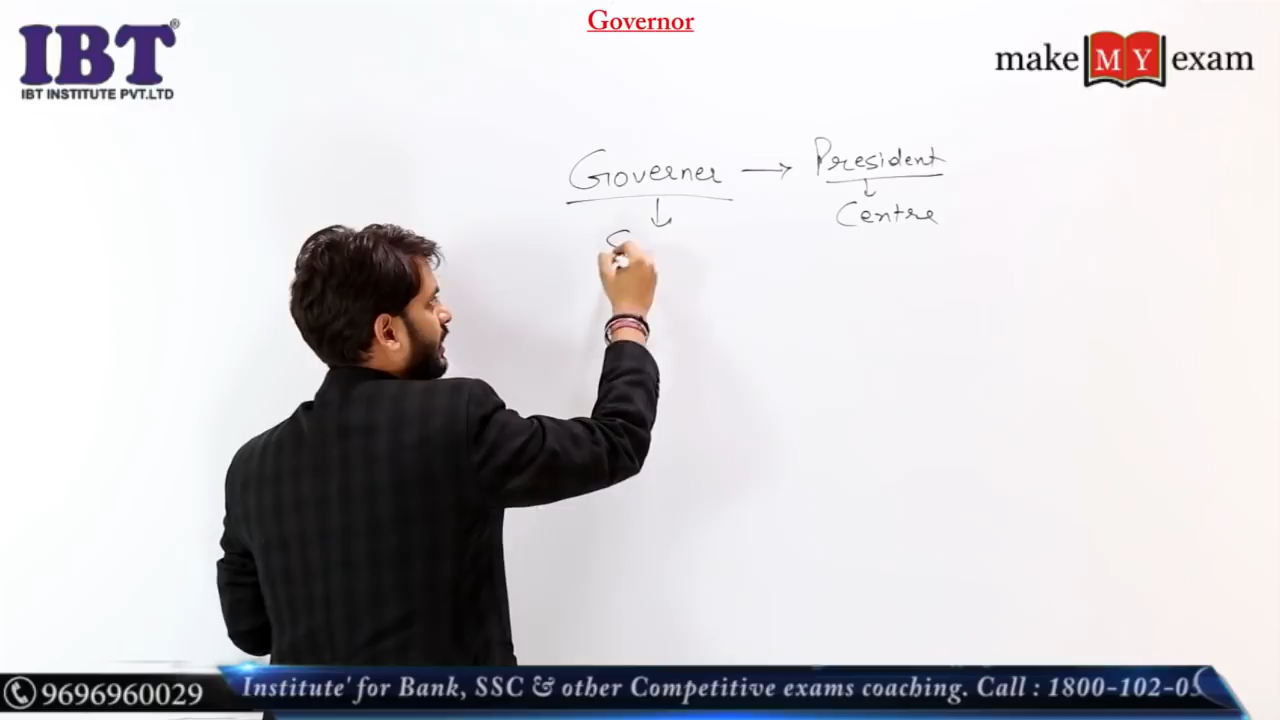 Governor
IBT®
IBT INSTITUTE PVT.LTD
make MY exam
Governer → President
Centre
9696960029
Institute' for Bank, SSC & other Competitive exams coaching. Call : 1800-102-05